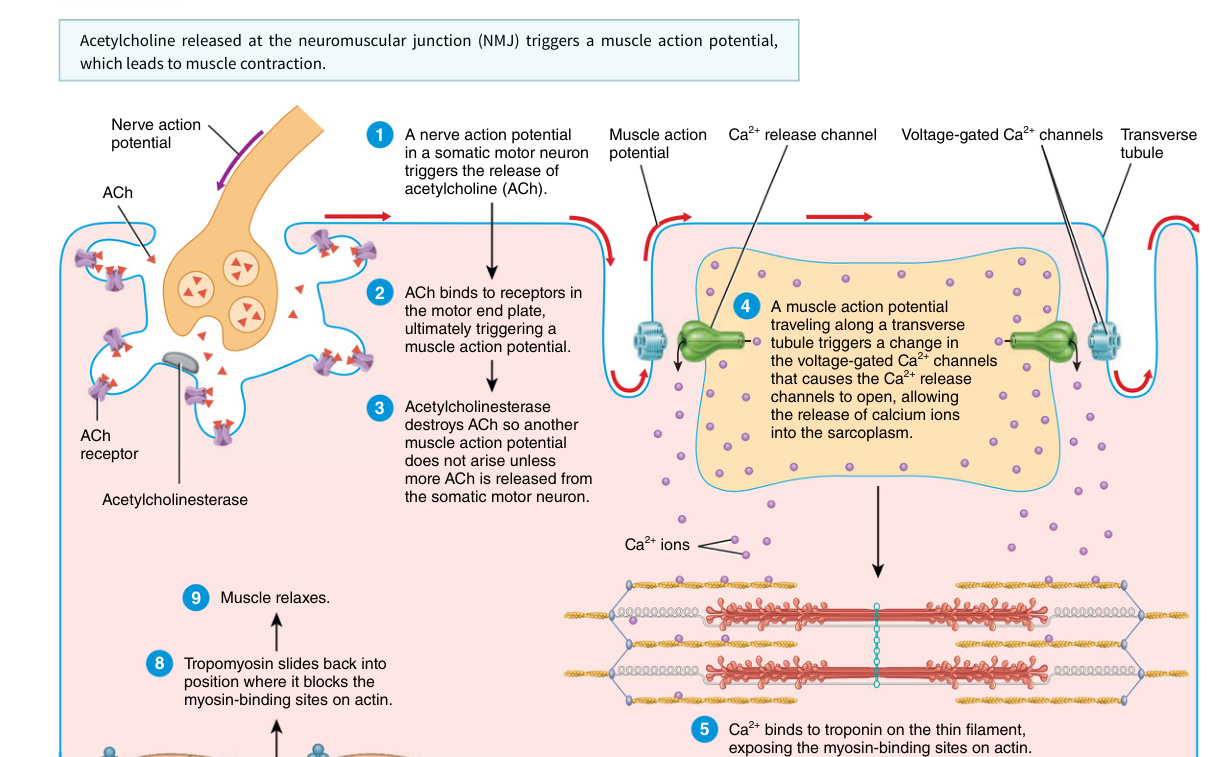 Acetylcholine released at the neuromuscular junction (NMJ) triggers a muscle action potential,
which leads to muscle contraction.
Nerve action
potential
ACh
1
A nerve action potential
in a somatic motor neuron
triggers the release of
acetylcholine (ACh).
Muscle action
potential
Ca²⁺ release channel
Voltage-gated Ca²⁺ channels
Transverse
tubule
2
ACh binds to receptors in
the motor end plate,
ultimately triggering a
muscle action potential.
3
Acetylcholinesterase
destroys ACh so another
muscle action potential
does not arise unless
more ACh is released from
the somatic motor neuron.
4
A muscle action potential
traveling along a transverse
tubule triggers a change in
the voltage-gated Ca²⁺ channels
that causes the Ca²⁺ release
channels to open, allowing
the release of calcium ions
into the sarcoplasm.
ACh
receptor
Acetylcholinesterase
Ca²⁺ ions
9
Muscle relaxes.
8
Tropomyosin slides back into
position where it blocks the
myosin-binding sites on actin.
5
Ca²⁺ binds to troponin on the thin filament,
exposing the myosin-binding sites on actin.